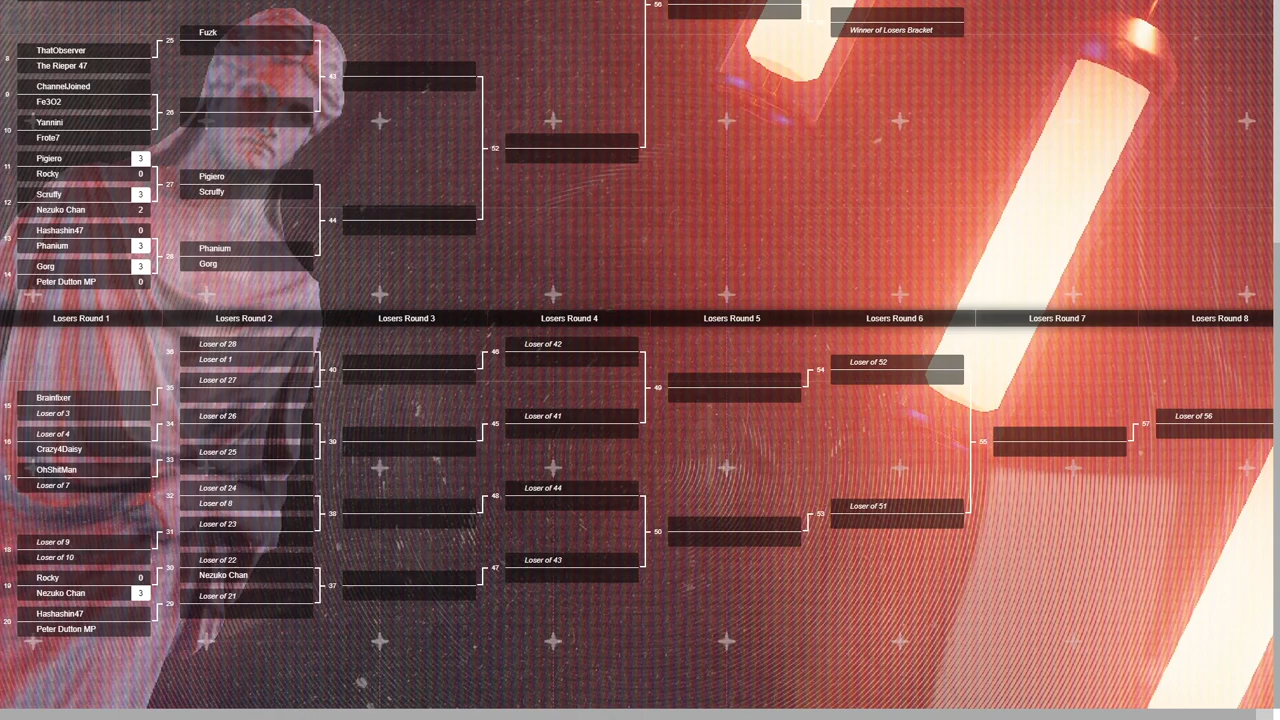 56
Winner of Losers Bracket
Fuzk
25
ThatObserver
8
The Rieper 47
43
ChannelJoined
9
Fe3O2
26
Yannini
10
Frote7
52
Pigiero 3
11
Rocky 0
Pigiero
27
Scruffy 3
Scruffy
12
Nezuko Chan 2
44
Hashashin47 0
13
Phanium 3
Phanium
28
Gorg 3
Gorg
14
Peter Dutton MP 0
Losers Round 1 Losers Round 2 Losers Round 3 Losers Round 4 Losers Round 5 Losers Round 6 Losers Round 7 Losers Round 8
Loser of 28
Loser of 42
36
46
Loser of 1
Loser of 52
40
54
Loser of 27
35
49
Brainfixer
15
Loser of 3
Loser of 26
Loser of 41
Loser of 56
34
45
57
Loser of 4
16
39
55
Crazy4Daisy
Loser of 25
33
OhShitMan
17
Loser of 7
Loser of 24
Loser of 44
32
48
Loser of 8
Loser of 51
38
53
Loser of 23
31
50
Loser of 9
18
Loser of 10
Loser of 22
Loser of 43
30
47
Nezuko Chan
Rocky 0
19
37
Nezuko Chan 3
Loser of 21
29
Hashashin47
20
Peter Dutton MP